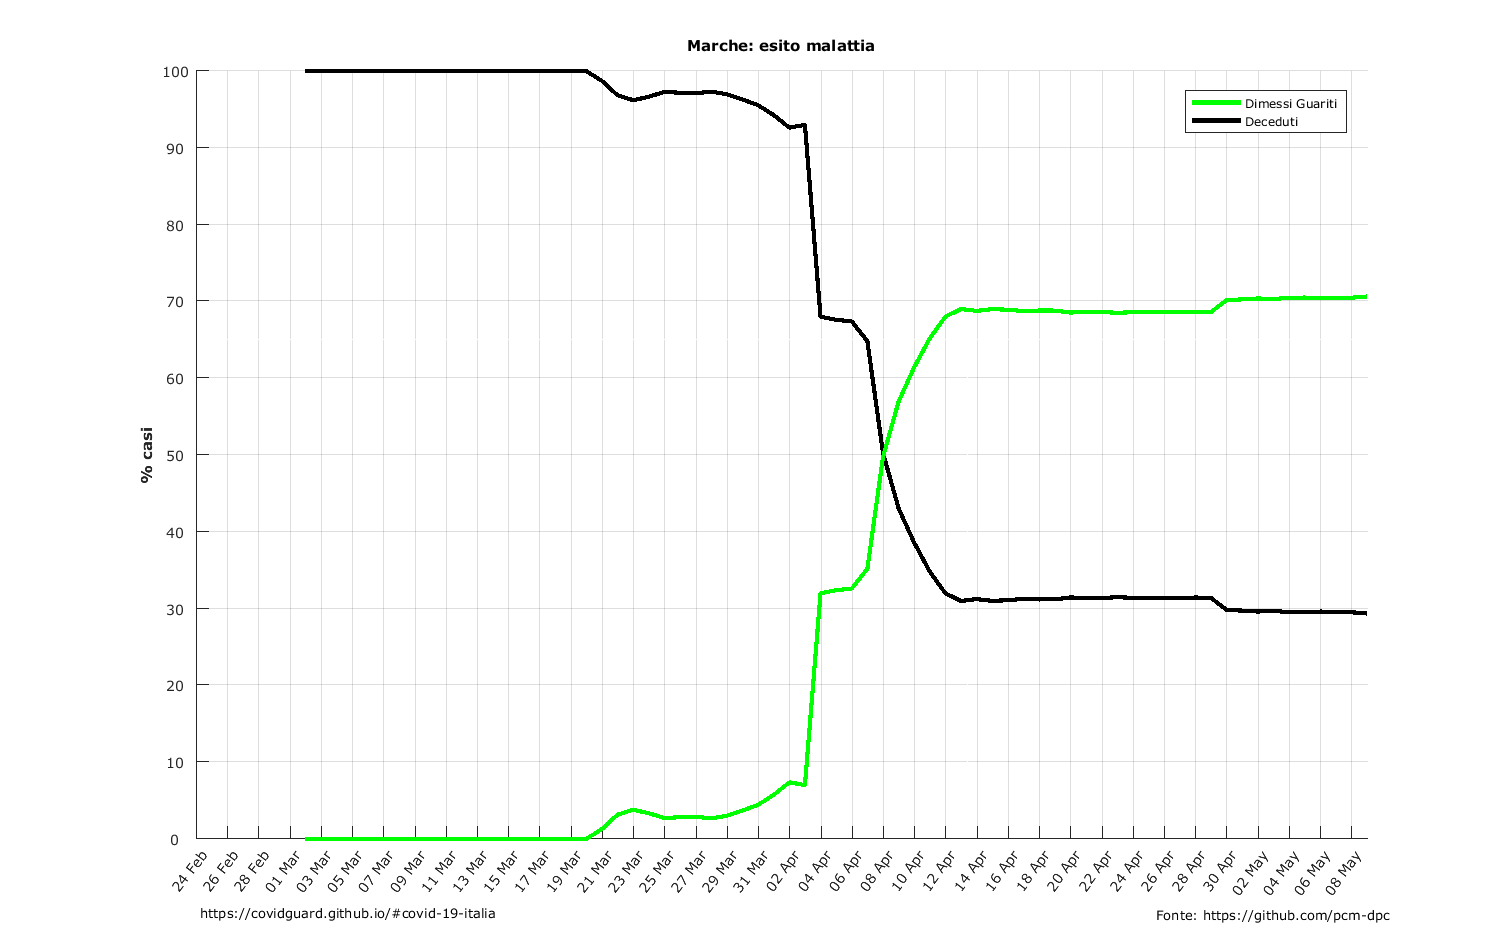 Marche: esito malattia
100
90
80
70
60
50
40
30
20
10
0
% casi
Dimessi Guariti
Deceduti
24 Feb
26 Feb
28 Feb
01 Mar
03 Mar
05 Mar
07 Mar
09 Mar
11 Mar
13 Mar
15 Mar
17 Mar
19 Mar
21 Mar
23 Mar
25 Mar
27 Mar
29 Mar
31 Mar
02 Apr
04 Apr
06 Apr
08 Apr
10 Apr
12 Apr
14 Apr
16 Apr
18 Apr
20 Apr
22 Apr
24 Apr
26 Apr
28 Apr
30 Apr
02 May
04 May
06 May
08 May
https://covidguard.github.io/#covid-19-italia
Fonte: https://github.com/pcm-dpc